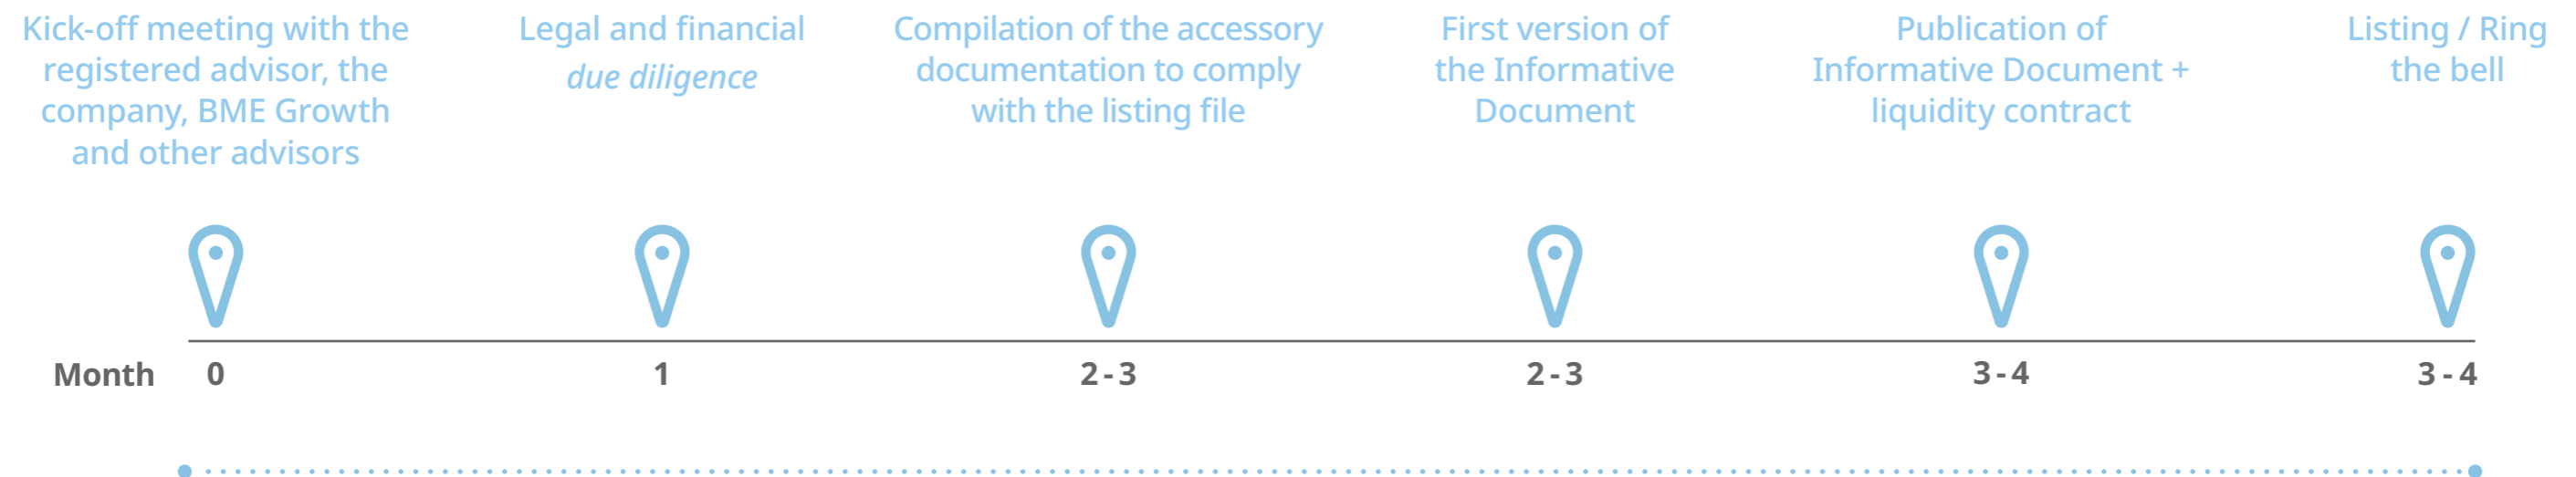 Kick-off meeting with the
registered advisor, the
company, BME Growth
and other advisors
Legal and financial
due diligence
Compilation of the accessory
documentation to comply
with the listing file
First version of
the Informative
Document
Publication of
Informative Document +
liquidity contract
Listing / Ring
the bell
Month 0 1 2 - 3 2 - 3 3 - 4 3 - 4